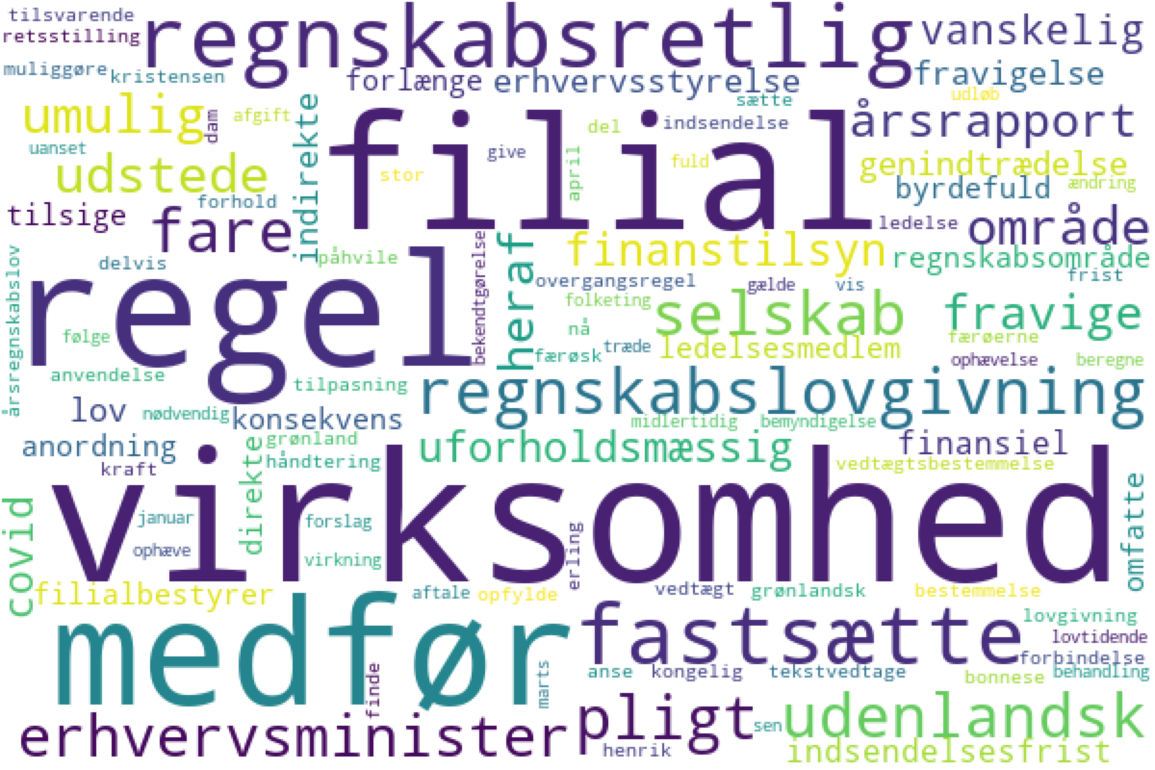 tilsvarende
regnskabsretlig
vanskelig
retsstilling
muliggøre
kristensen
forlænge
erhvervsstyrelse
fravigelse
udløb
umulig
dam
afgift
indirekte
filial
sætte
indsendelse
årsrapport
del
uanset
give
april
fuld
stor
genindtrædelse
udstede
byrdefuld
ændring
forhold
tilsige
fare
ledelse
område
påhvile
bekendtgørelse
heraf
finanstilsyn
regnskabsområde
årsregnskabslov
delvis
regel
overgangsregel
gælde
vis
frist
folketing
selskab
fravige
følge
nå
færøsk
træde
ledelsesmedlem
færøerne
ophævelse
beregne
anvendelse
tilpasning
regnskabslovgivning
lov
nødvendig
konsekvens
midlertidig
bemyndigelse
anordning
direkte
grønland
håndtering
uforholdsmæssig
finansiel
kraft
vedtægtsbestemmelse
virksomhed
omfatte
covid
januar
forslag
ophæve
virkning
erling
filialbestyrer
aftale
opfylde
vedtægt
grønlandsk
bestemmelse
medfør
fastsætte
lovgivning
lovtidende
forbindelse
finde
marts
anse
kongelig
tekstvedtage
bonnese
behandling
erhvervsminister
pligt
sen
udenlandsk
henrik
indsendelsesfrist